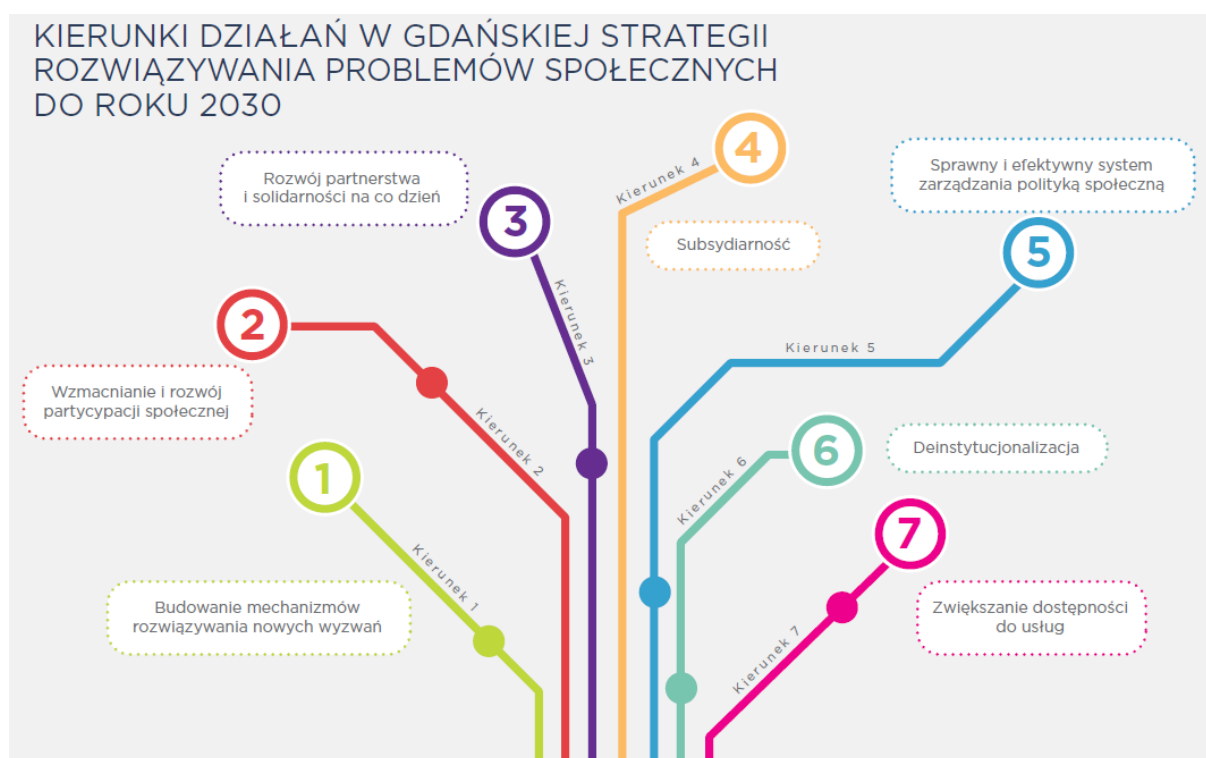 KIERUNKI DZIAŁAŃ W GDAŃSKIEJ STRATEGII
ROZWIĄZYWANIA PROBLEMÓW SPOŁECZNYCH
DO ROKU 2030
1
Kierunek 1
Budowanie mechanizmów
rozwiązywania nowych wyzwań
2
Kierunek 2
Wzmacnianie i rozwój
partycypacji społecznej
3
Kierunek 3
Rozwój partnerstwa
i solidarności na co dzień
4
Kierunek 4
Subsydiarność
5
Kierunek 5
Sprawny i efektywny system
zarządzania polityką społeczną
6
Kierunek 6
Deinstytucjonalizacja
7
Kierunek 7
Zwiększanie dostępności
do usług